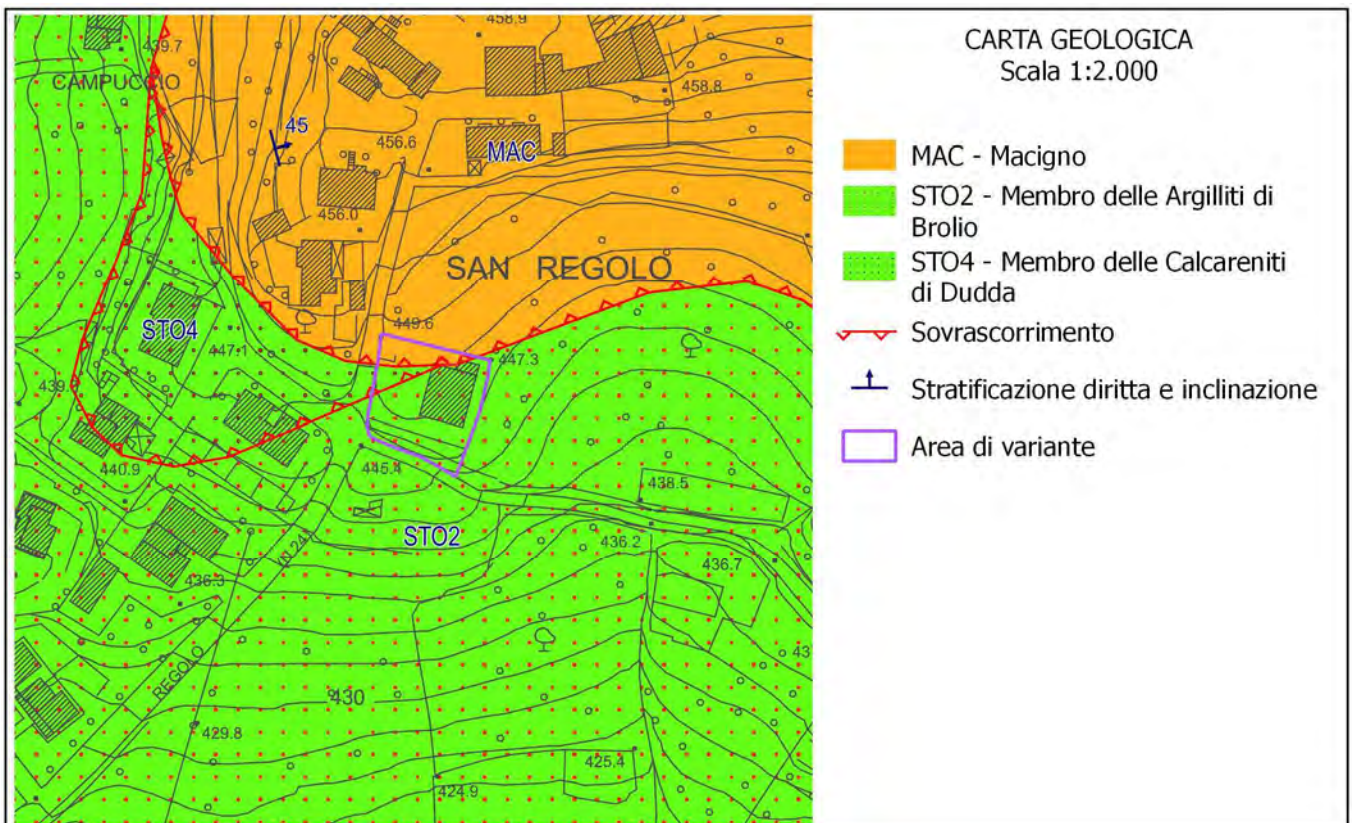 CARTA GEOLOGICA
Scala 1:2.000
MAC - Macigno
STO2 - Membro delle Argilliti di
Brolio
STO4 - Membro delle Calcareniti
di Dudda
Sovrascorrimento
Stratificazione diritta e inclinazione
Area di variante
458.9
439.7
CAMPUCCIO
458.8
45
456.6
MAC
456.0
SAN REGOLO
STO4
449.6
447.1
447.3
439.
440.9
445.4
438.5
STO2
436.2
436.7
436.3
REGOLO
430
429.8
425.4
424.9